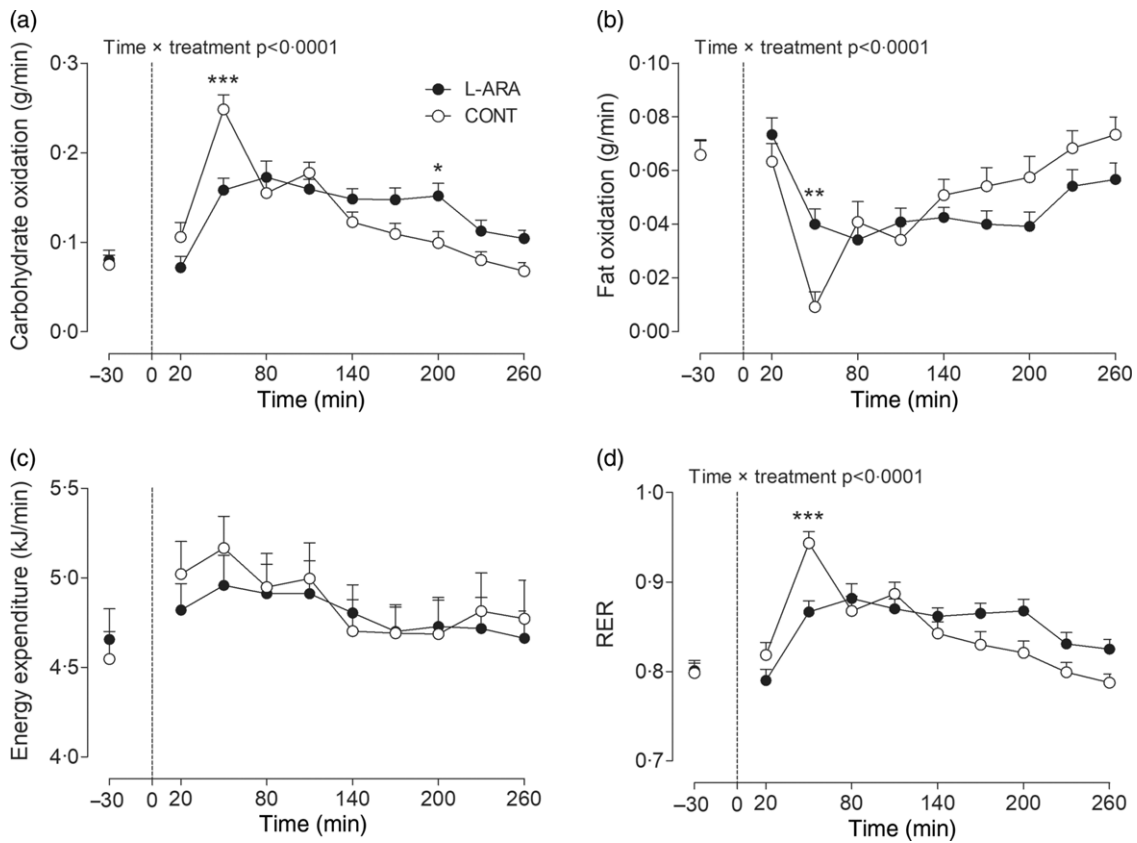 (a)
Time × treatment p<0·0001
Carbohydrate oxidation (g/min)
0·3
0·2
0·1
0·0
***
*
L-ARA
CONT
–30
0
20
80
140
200
260
Time (min)
(b)
Time × treatment p<0·0001
Fat oxidation (g/min)
0·10
0·08
0·06
0·04
0·02
0·00
**
–30
0
20
80
140
200
260
Time (min)
(c)
Energy expenditure (kJ/min)
5·5
5·0
4·5
4·0
–30
0
20
80
140
200
260
Time (min)
(d)
Time × treatment p<0·0001
RER
1·0
0·9
0·8
0·7
***
–30
0
20
80
140
200
260
Time (min)